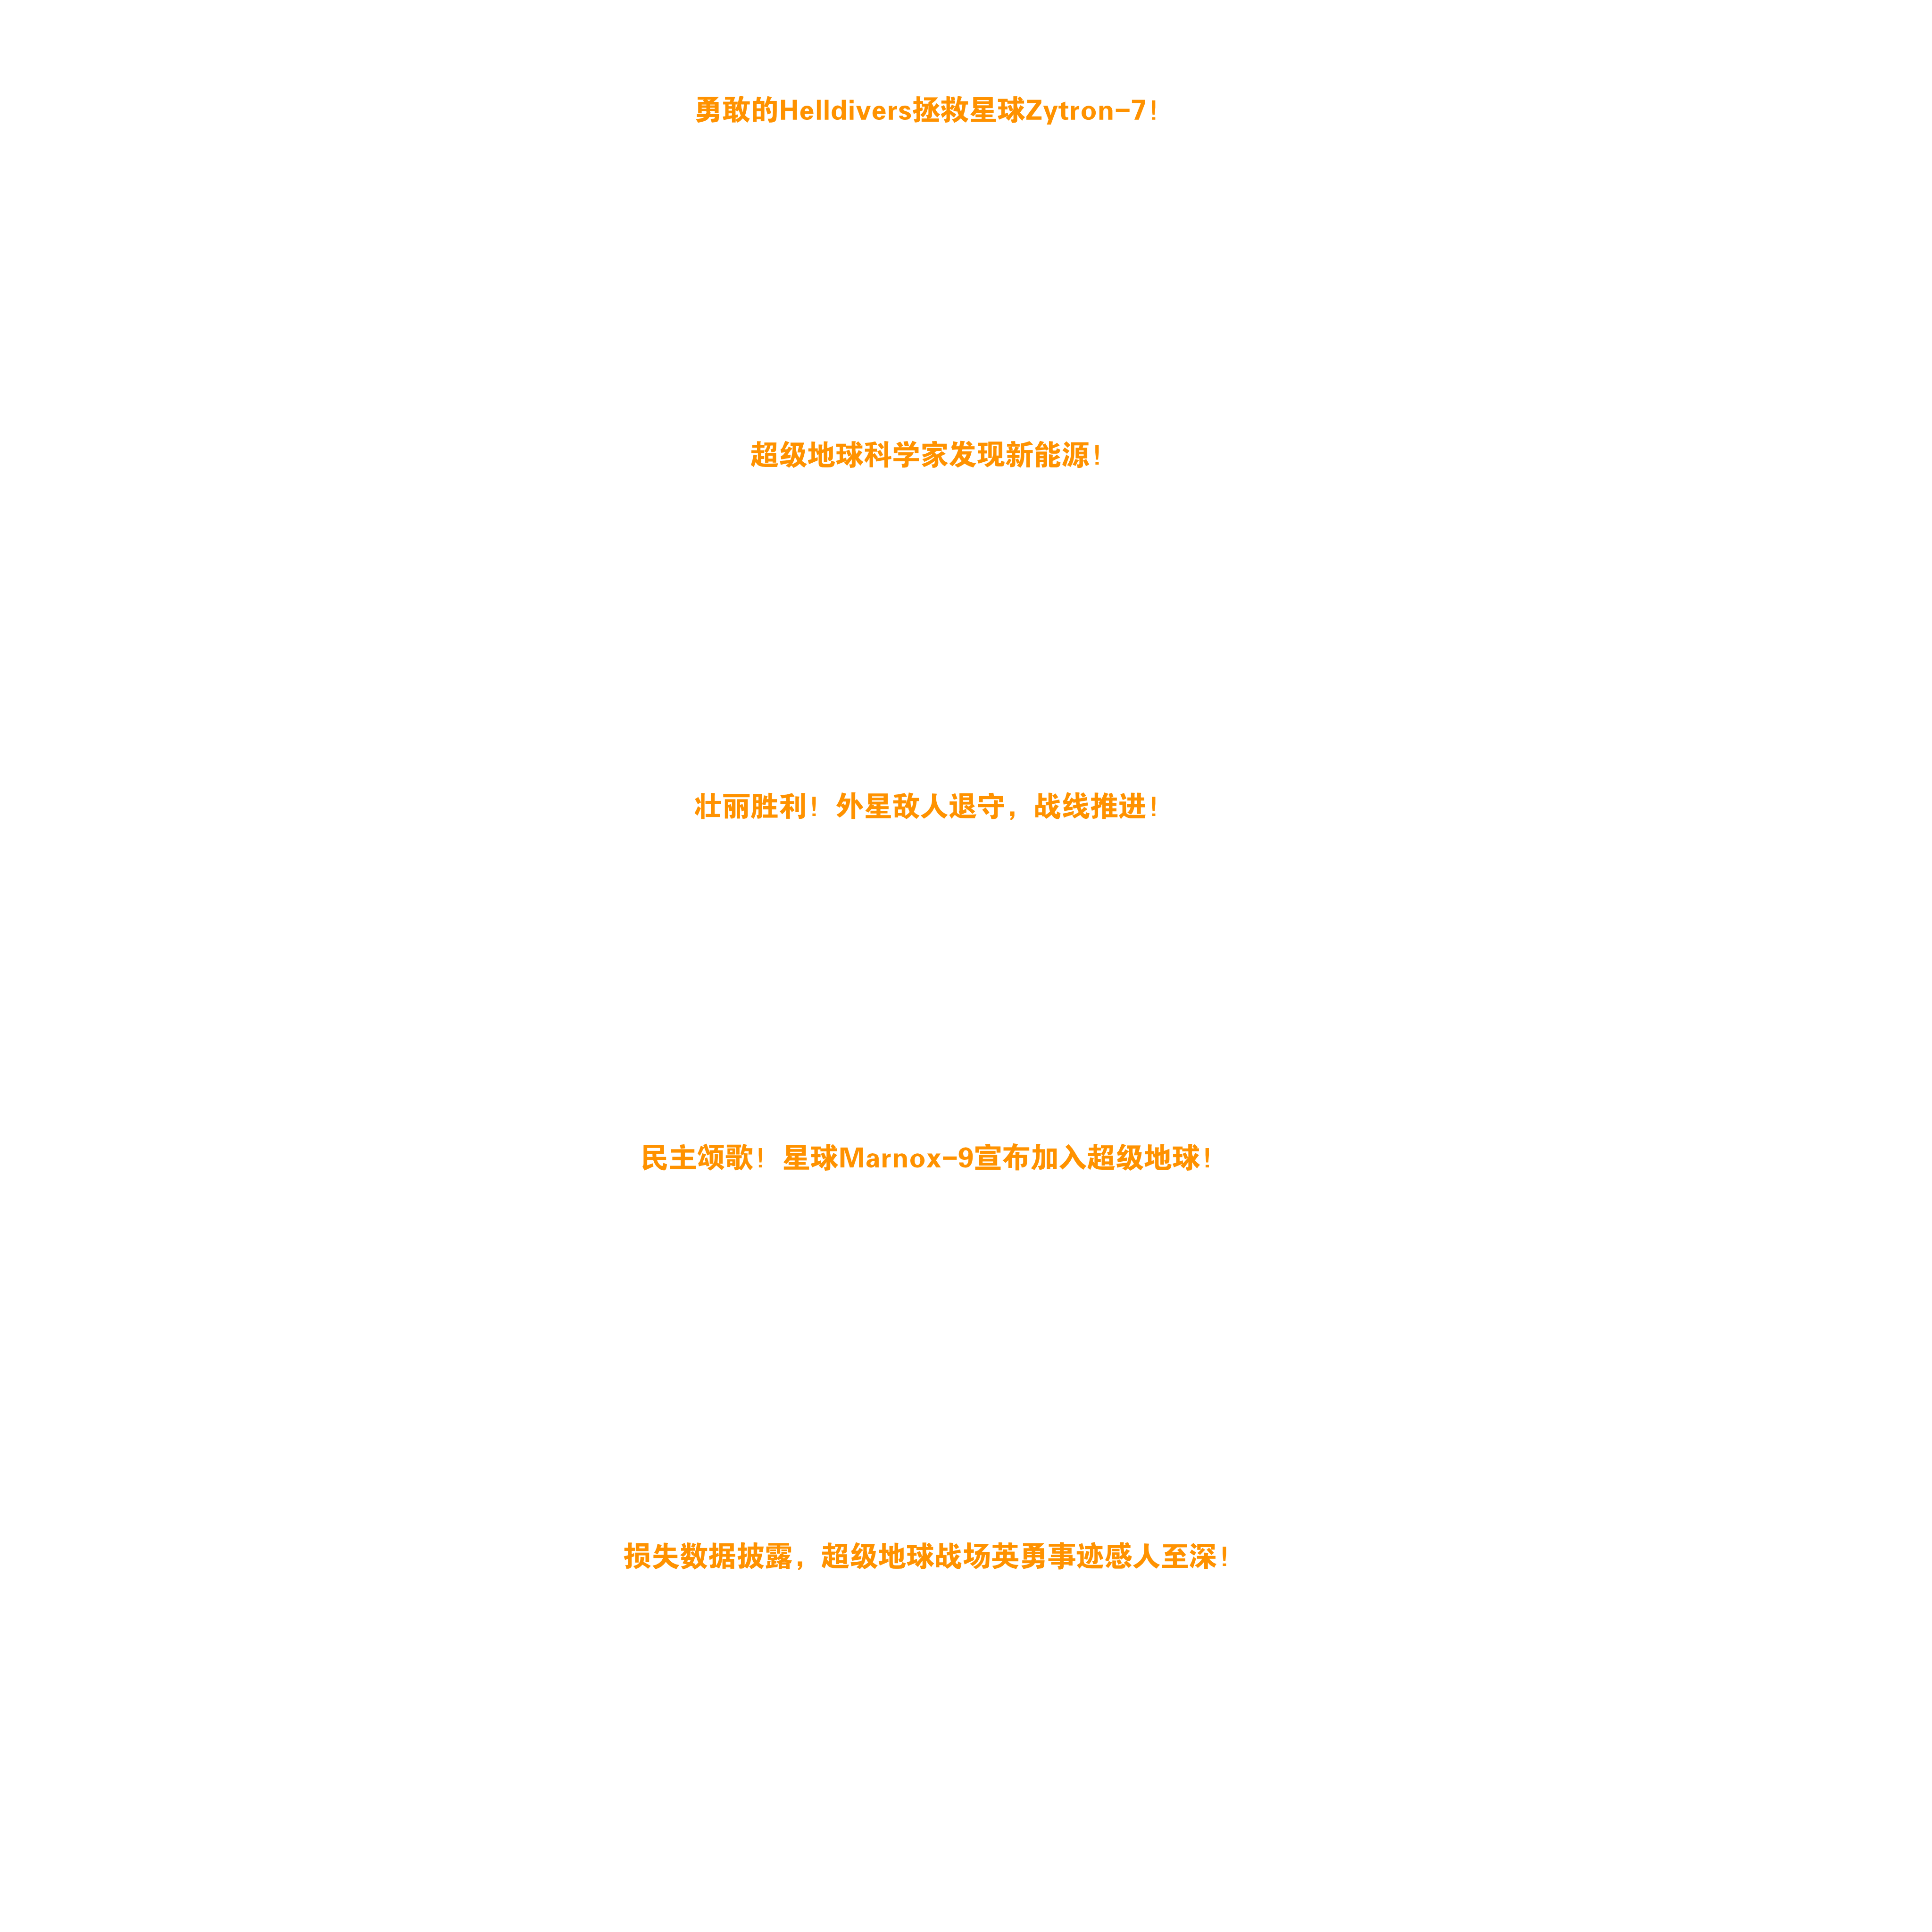 勇敢的Helldivers拯救星球Zytron-7！
超级地球科学家发现新能源！
壮丽胜利！外星敌人退守，战线推进！
民主颂歌！星球Marnox-9宣布加入超级地球！
损失数据披露，超级地球战场英勇事迹感人至深！